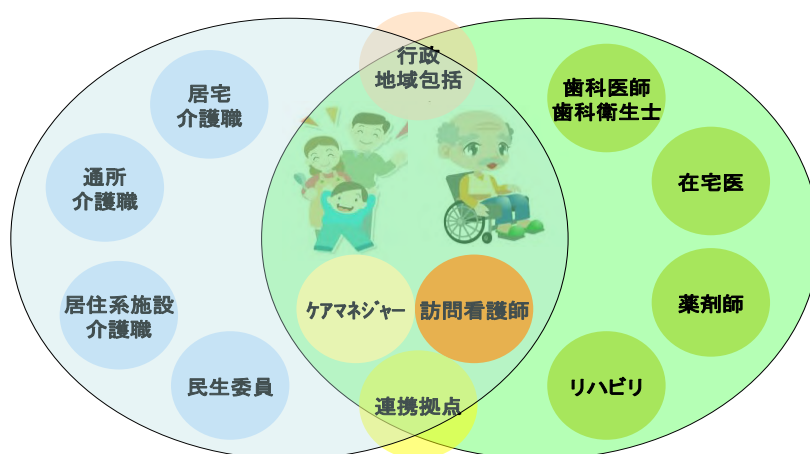 行政
地域包括
居宅
介護職
歯科医師
歯科衛生士
通所
介護職
在宅医
居住系施設
介護職
ケアマネジャー
訪問看護師
薬剤師
民生委員
連携拠点
リハビリ